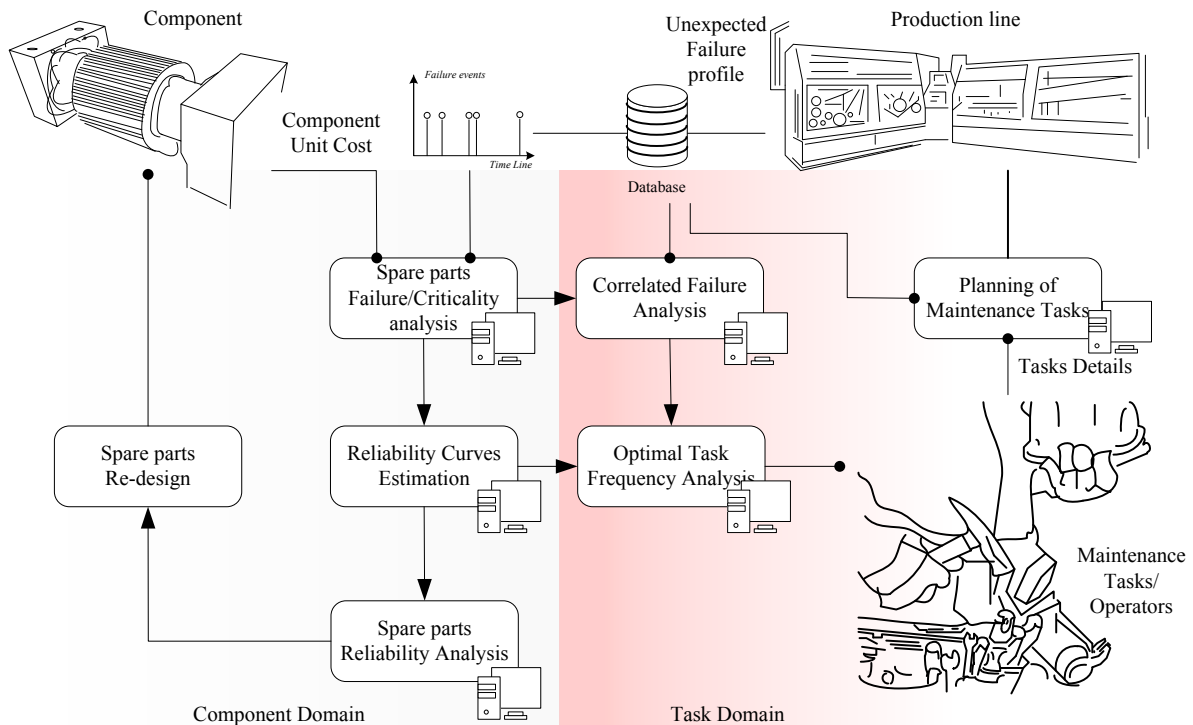 Component
Unexpected
Failure
profile
Production line
Failure events
Component
Unit Cost
Time Line
Database
Spare parts
Failure/Criticality
analysis
Correlated Failure
Analysis
Planning of
Maintenance Tasks
Tasks Details
Spare parts
Re-design
Reliability Curves
Estimation
Optimal Task
Frequency Analysis
Maintenance
Tasks/
Operators
Spare parts
Reliability Analysis
Component Domain
Task Domain